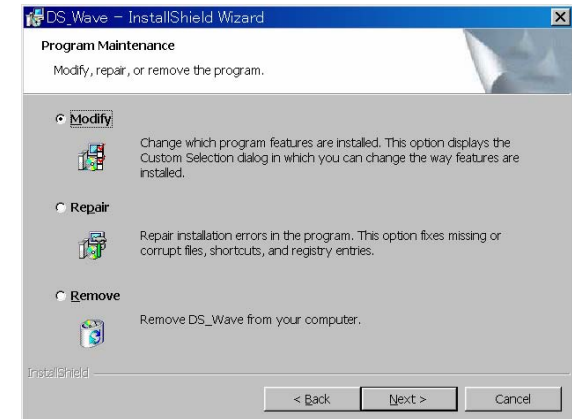 DS_Wave - InstallShield Wizard
Program Maintenance
Modify, repair, or remove the program.
Modify
Change which program features are installed. This option displays the
Custom Selection dialog in which you can change the way features are
installed.
Repair
Repair installation errors in the program. This option fixes missing or
corrupt files, shortcuts, and registry entries.
Remove
Remove DS_Wave from your computer.
InstallShield
< Back
Next >
Cancel